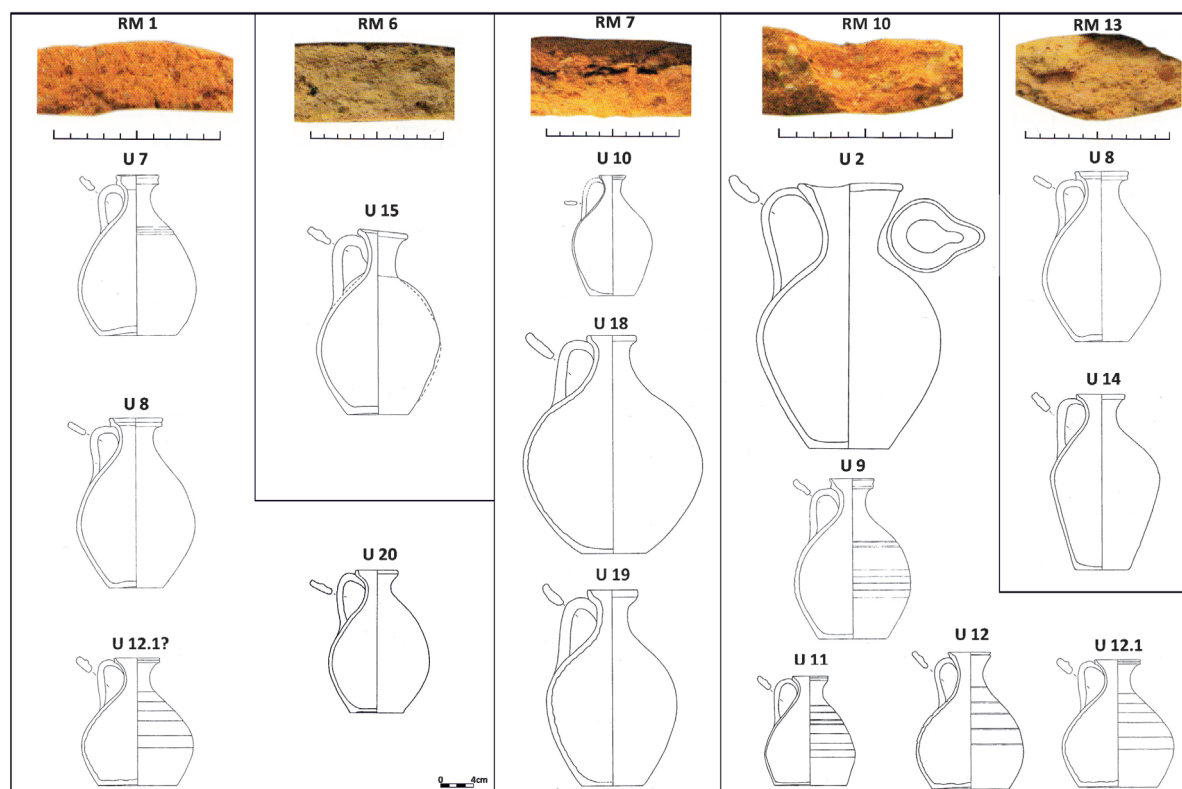 RM 1
U 7
U 8
U 12.1?
RM 6
U 15
U 20
0 4cm
RM 7
U 10
U 18
U 19
RM 10
U 2
U 9
U 11
U 12
U 12.1
RM 13
U 8
U 14